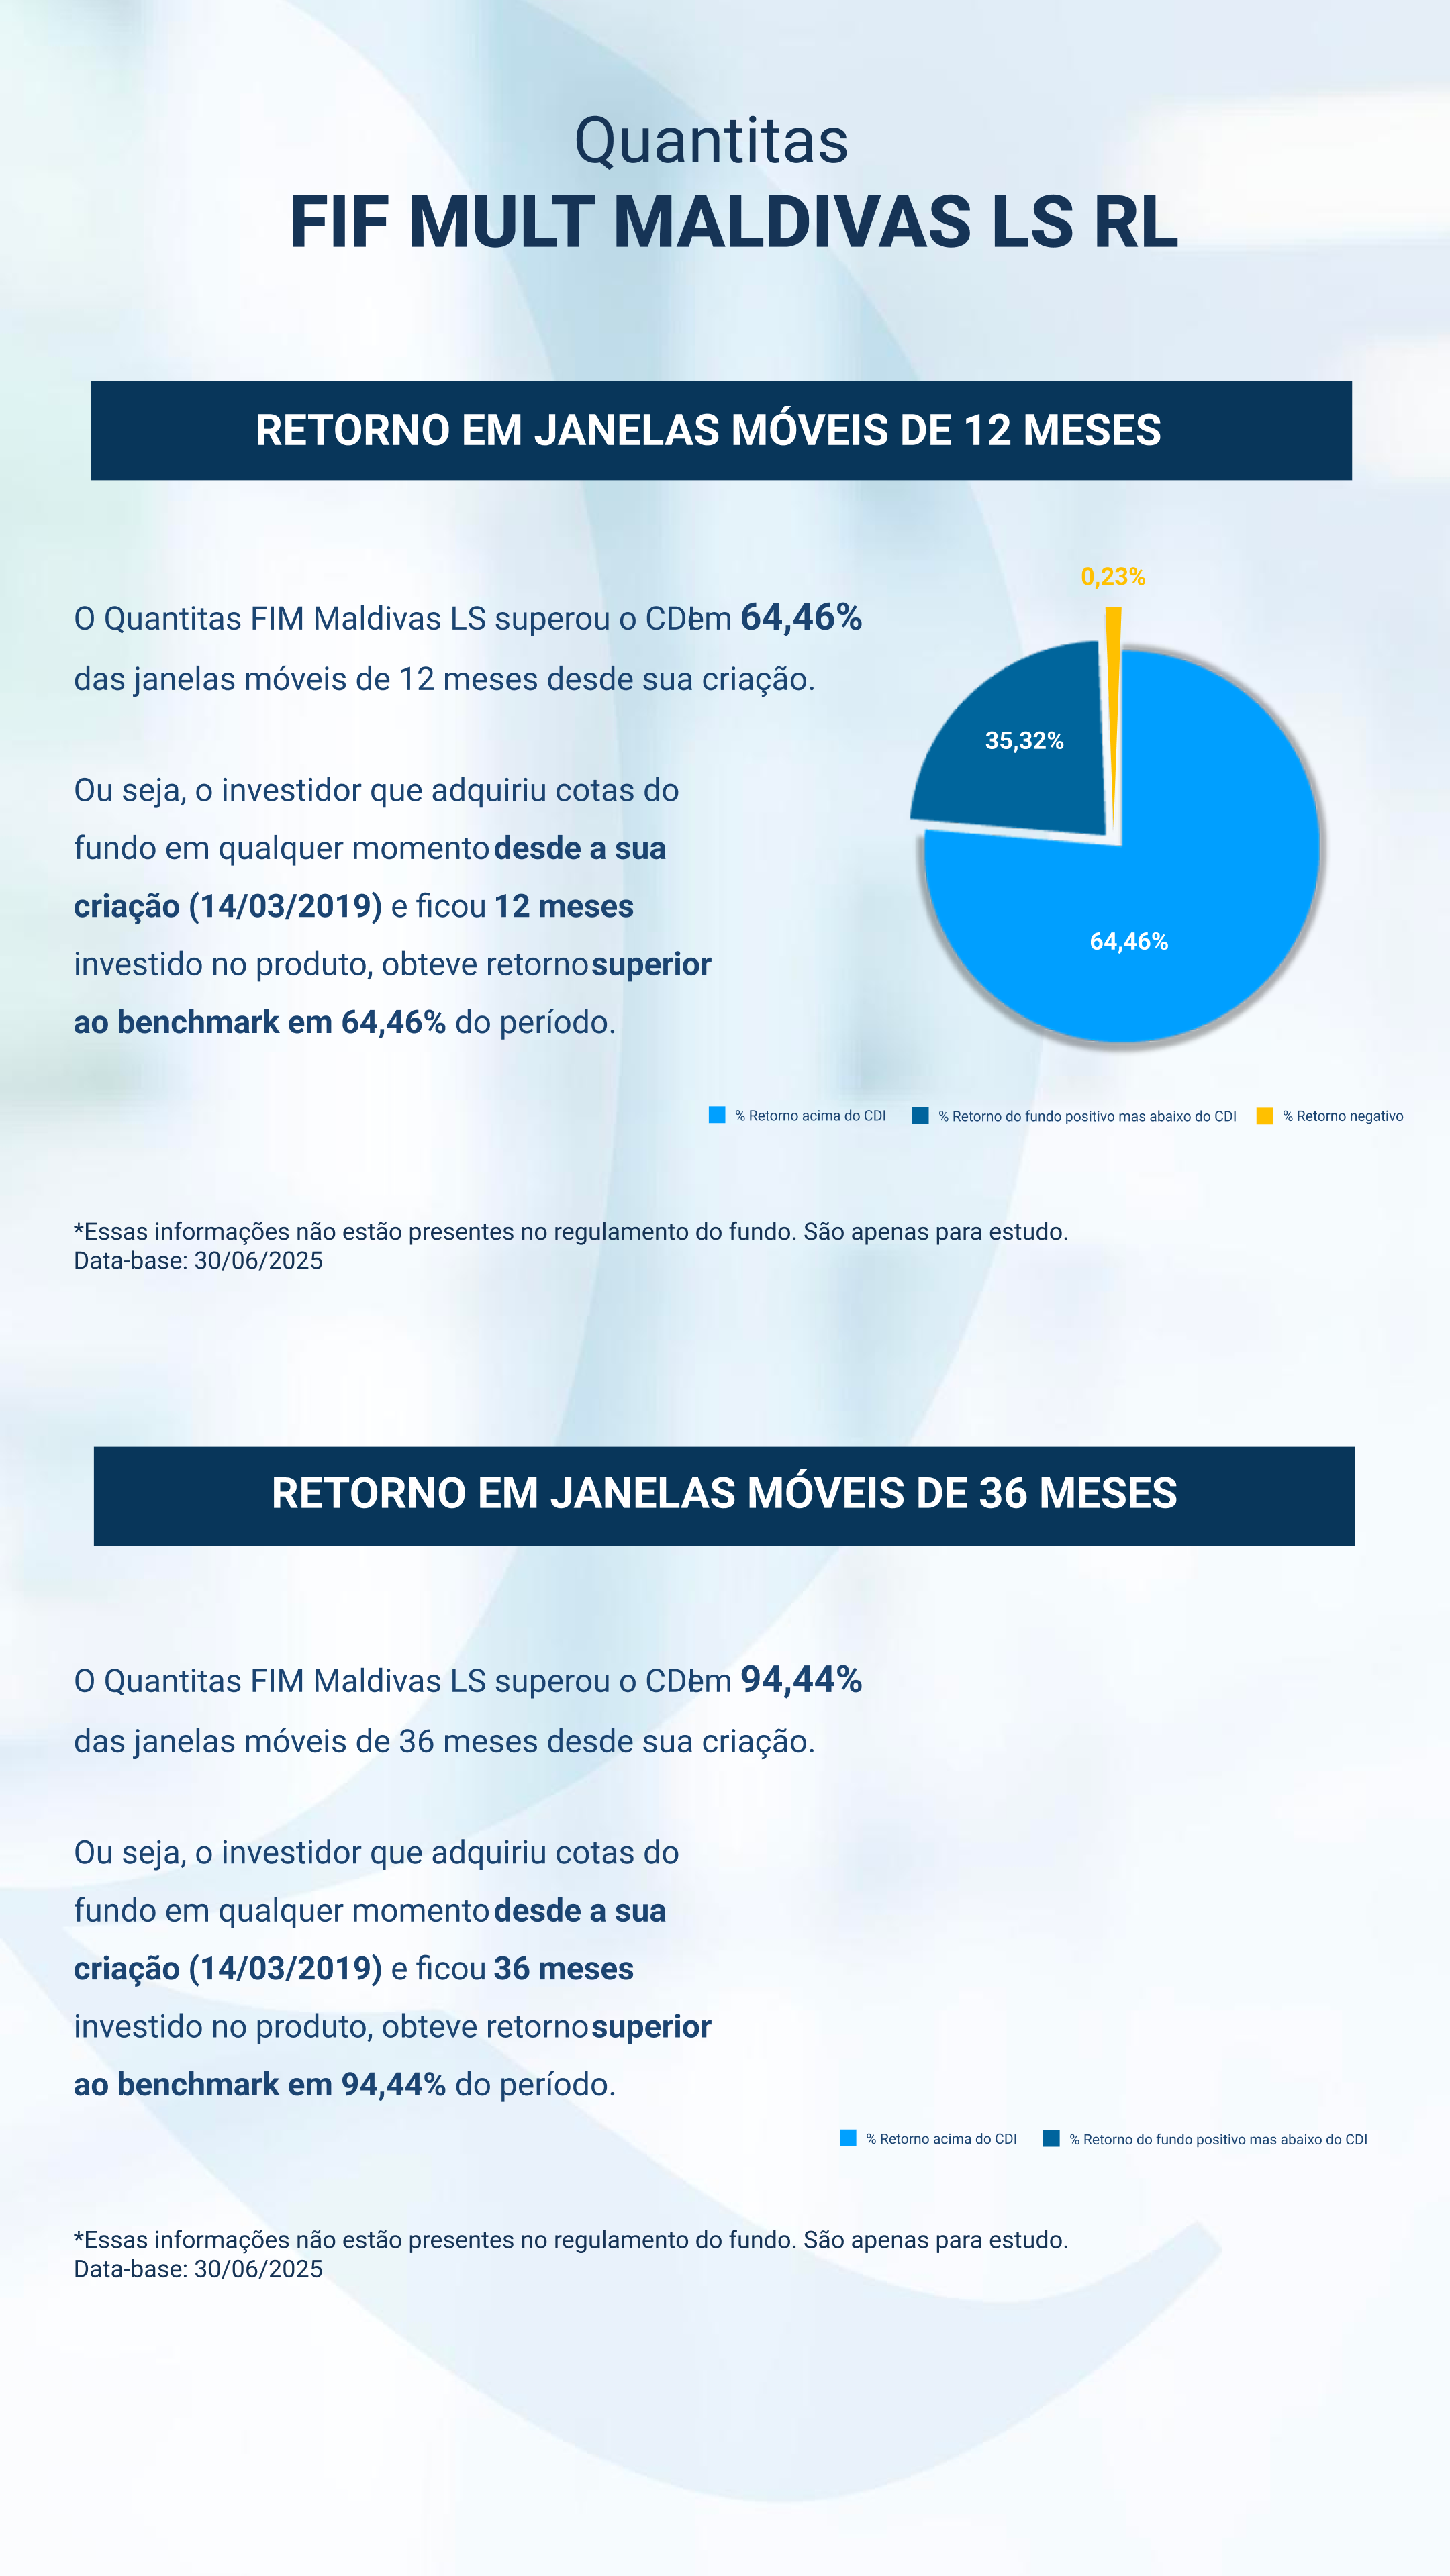 Quantitas
FIF MULT MALDIVAS LS RL
RETORNO EM JANELAS MÓVEIS DE 12 MESES
O Quantitas FIM Maldivas LS superou o CDI em 64,46%
das janelas móveis de 12 meses desde sua criação.
Ou seja, o investidor que adquiriu cotas do
fundo em qualquer momento desde a sua
criação (14/03/2019) e ficou 12 meses
investido no produto, obteve retorno superior
ao benchmark em 64,46% do período.
0,23%
35,32%
64,46%
% Retorno acima do CDI % Retorno do fundo positivo mas abaixo do CDI % Retorno negativo
*Essas informações não estão presentes no regulamento do fundo. São apenas para estudo.
Data-base: 30/06/2025
RETORNO EM JANELAS MÓVEIS DE 36 MESES
O Quantitas FIM Maldivas LS superou o CDI em 94,44%
das janelas móveis de 36 meses desde sua criação.
Ou seja, o investidor que adquiriu cotas do
fundo em qualquer momento desde a sua
criação (14/03/2019) e ficou 36 meses
investido no produto, obteve retorno superior
ao benchmark em 94,44% do período.
% Retorno acima do CDI % Retorno do fundo positivo mas abaixo do CDI
*Essas informações não estão presentes no regulamento do fundo. São apenas para estudo.
Data-base: 30/06/2025